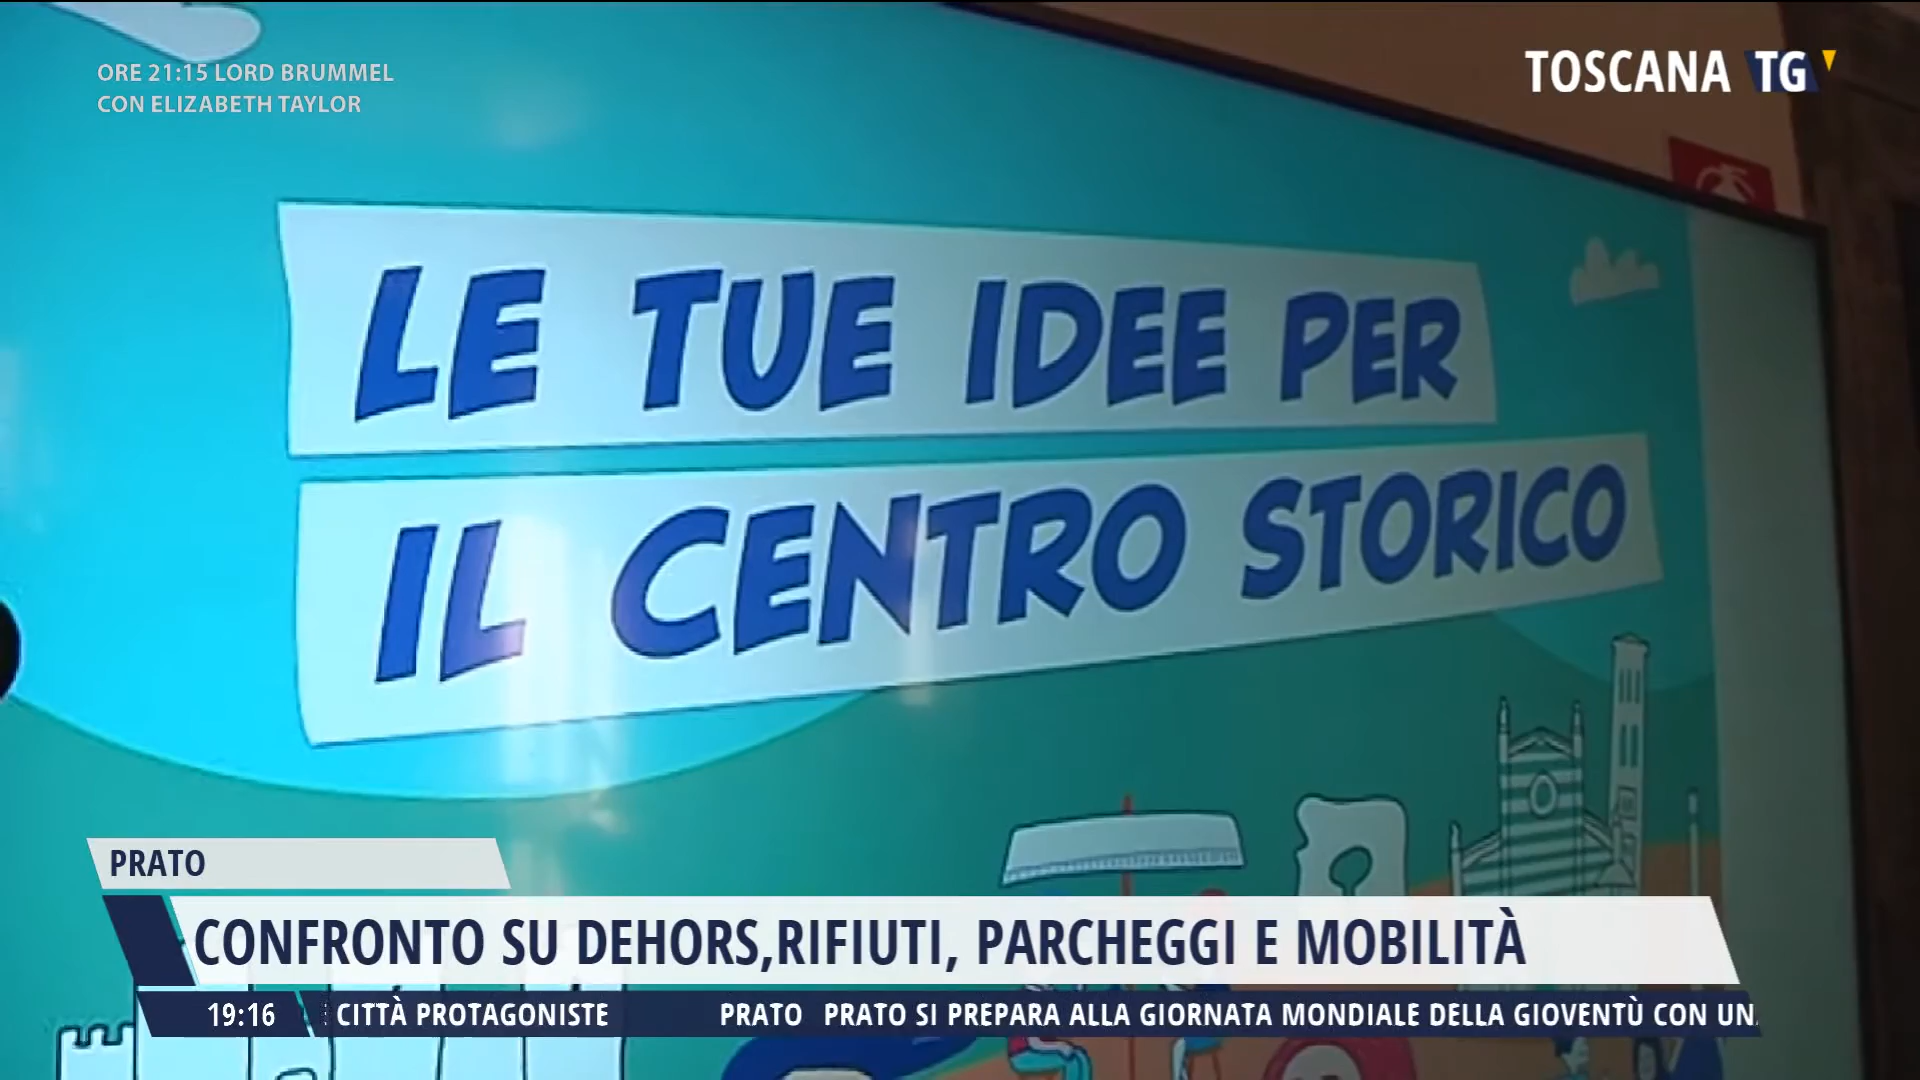 ORE 21:15 LORD BRUMMEL
CON ELIZABETH TAYLOR
TOSCANA TG
LE TUE IDEE PER
IL CENTRO STORICO
PRATO
CONFRONTO SU DEHORS,RIFIUTI, PARCHEGGI E MOBILITÀ
19:16 CITTÀ PROTAGONISTE PRATO PRATO SI PREPARA ALLA GIORNATA MONDIALE DELLA GIOVENTÙ CON